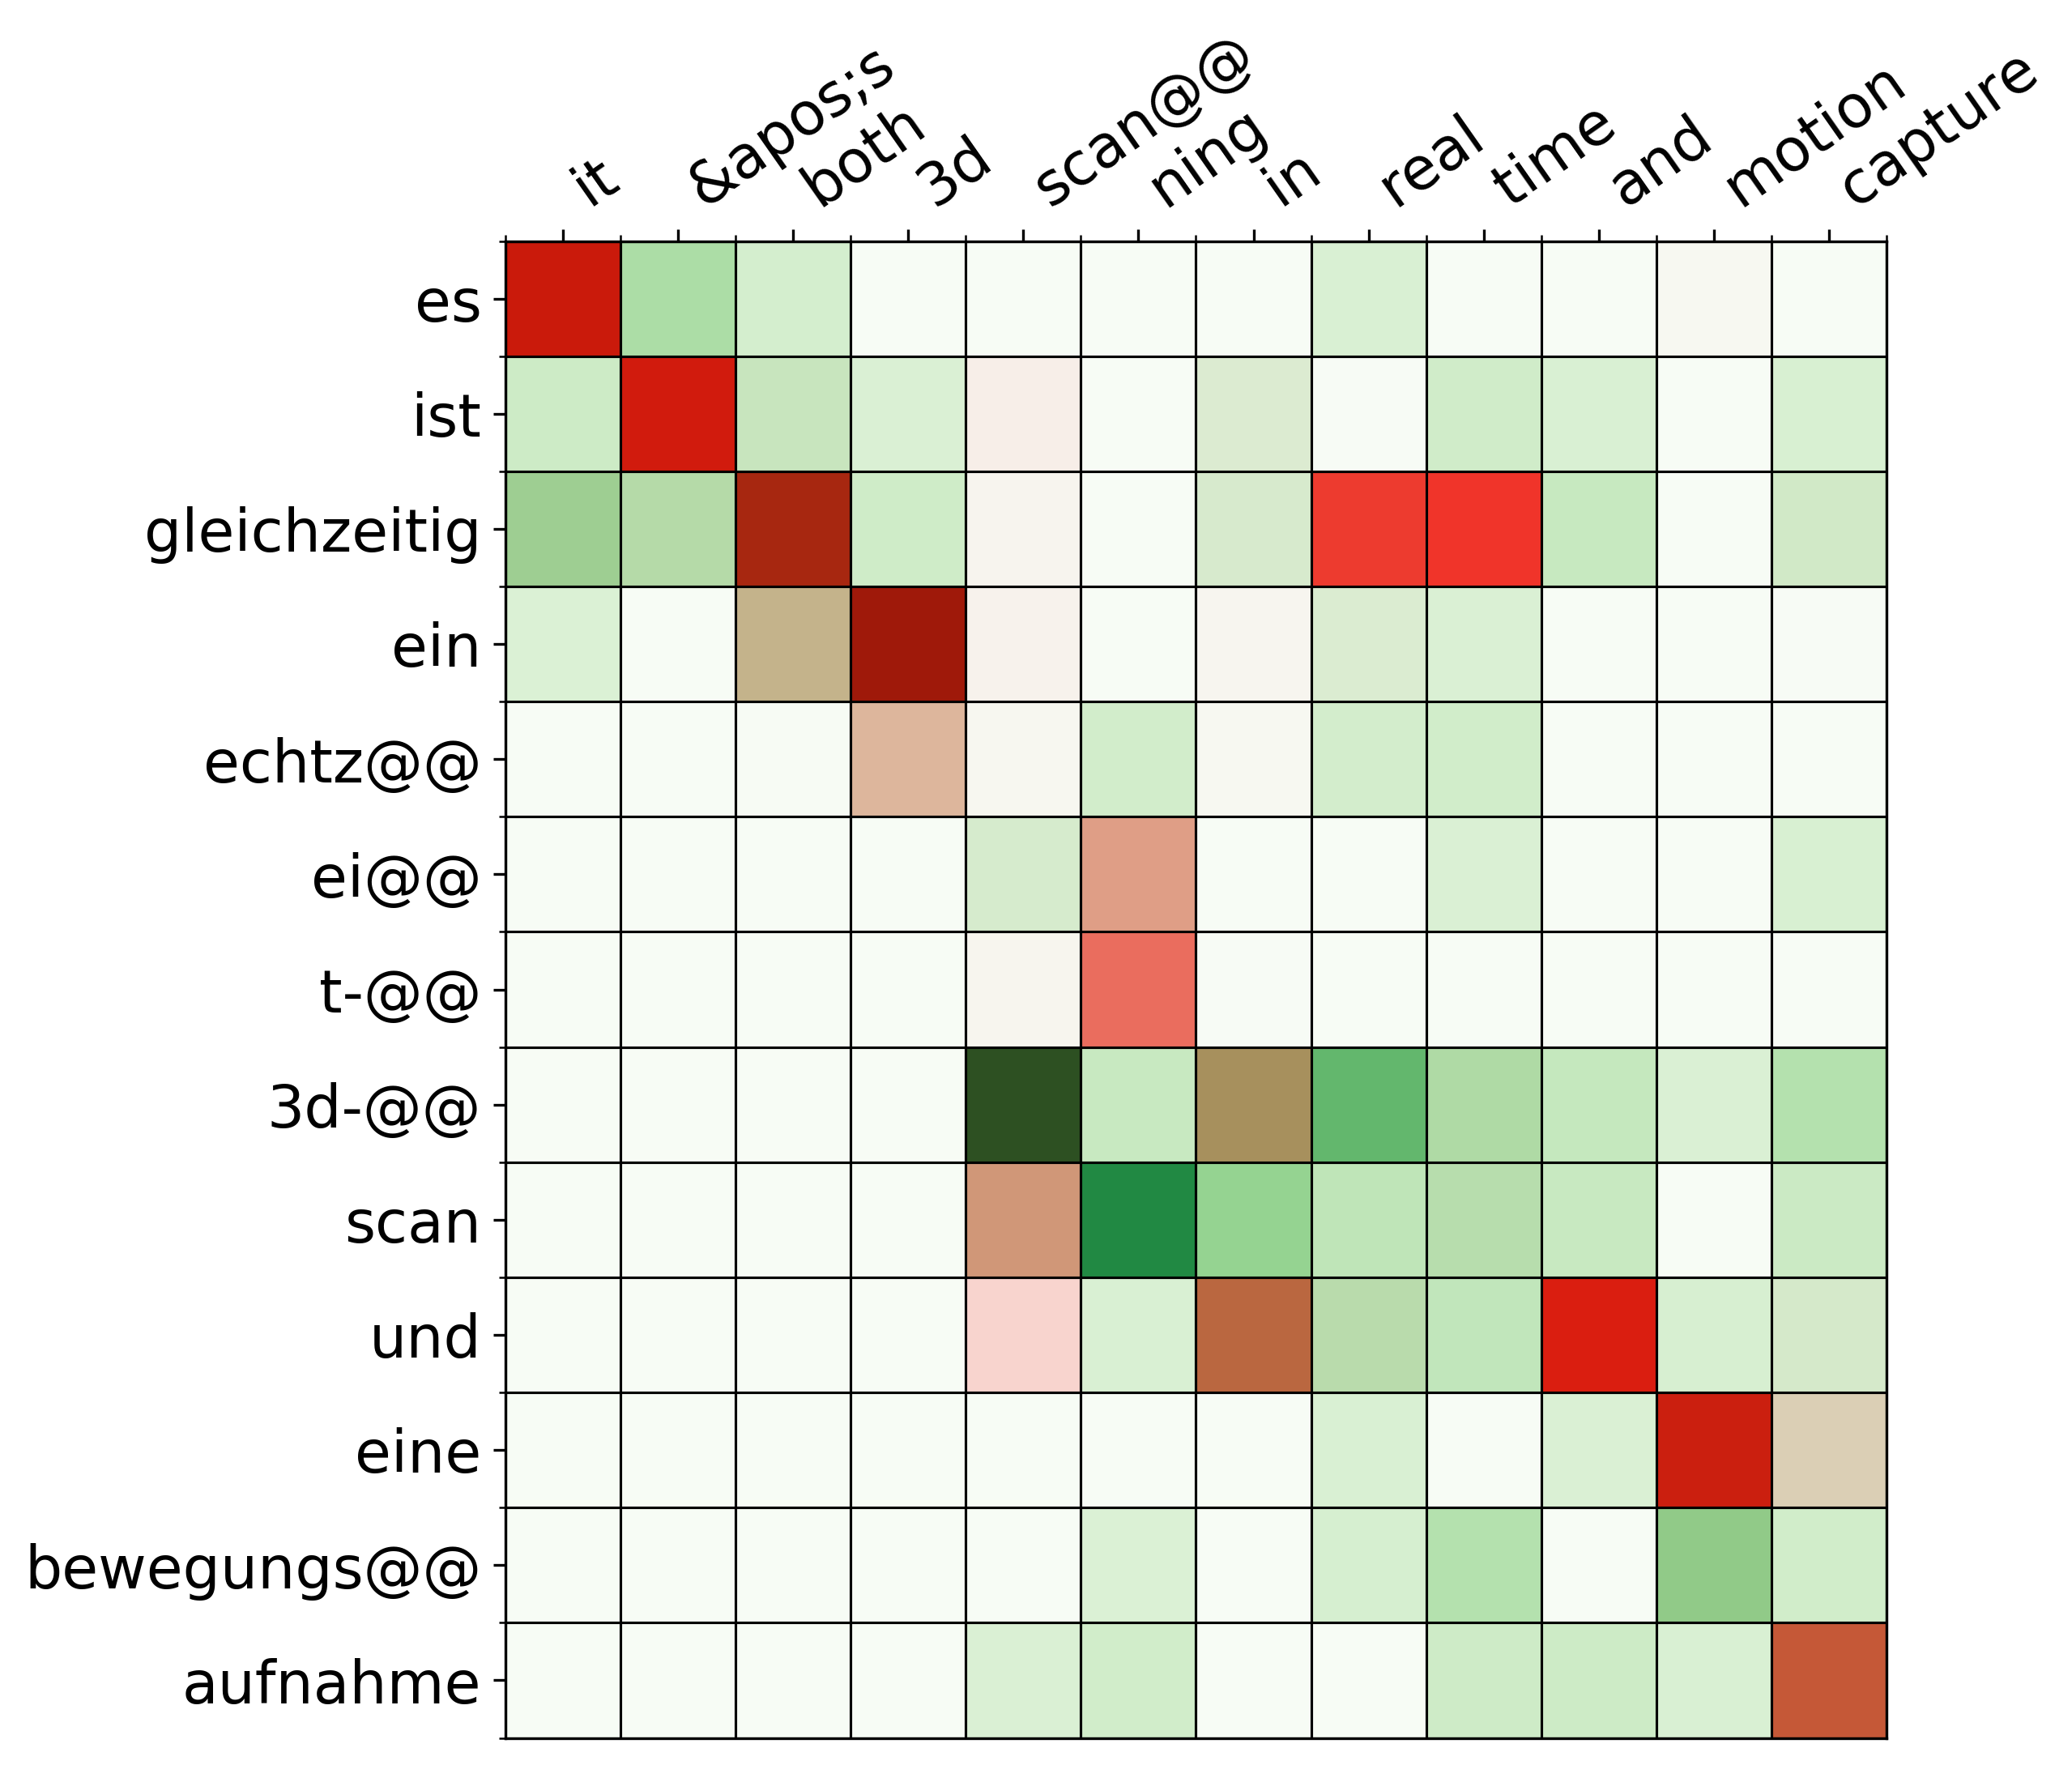 it &apos;s both 3d scan@@ ning in real time and motion capture
es
ist
gleichzeitig
ein
echtz@@
ei@@
t-@@
3d-@@
scan
und
eine
bewegungs@@
aufnahme